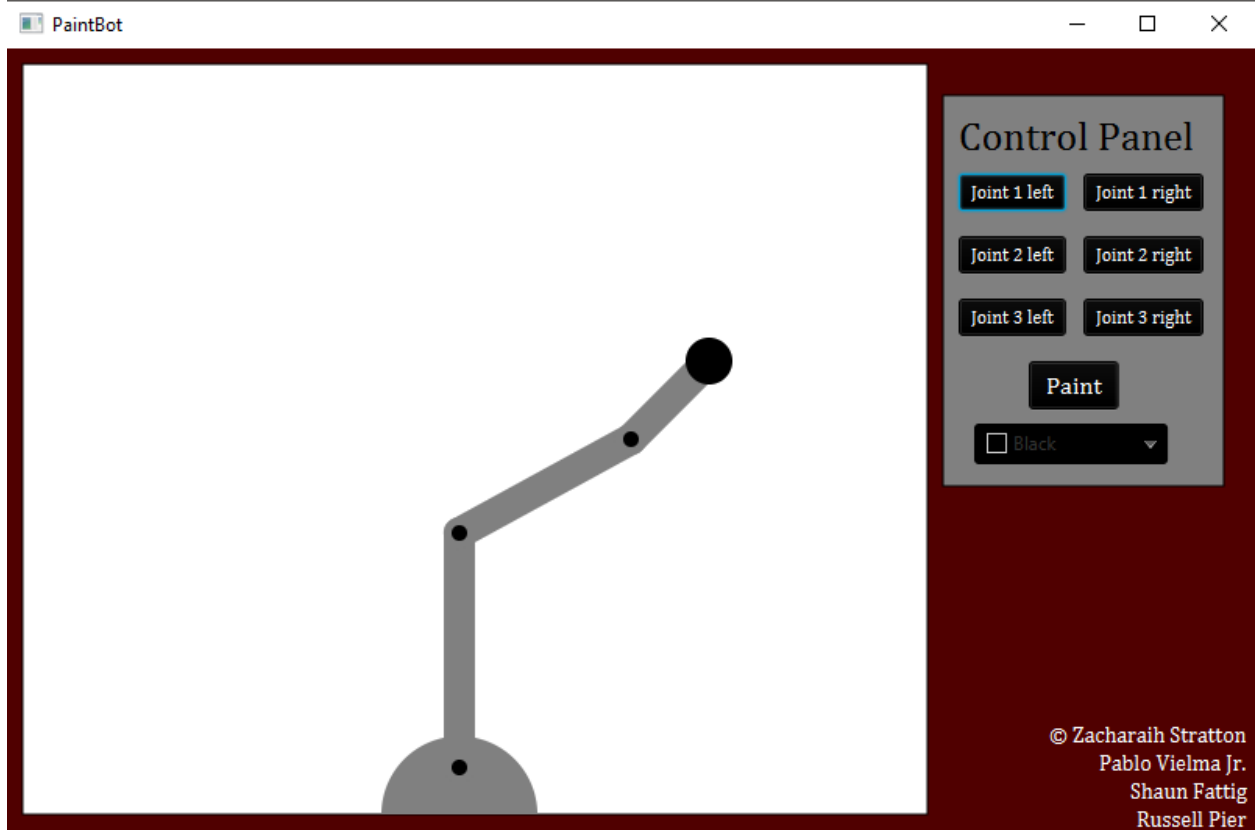 PaintBot
Control Panel
Joint 1 left
Joint 1 right
Joint 2 left
Joint 2 right
Joint 3 left
Joint 3 right
Paint
Black
© Zacharaih Stratton
Pablo Vielma Jr.
Shaun Fattig
Russell Pier